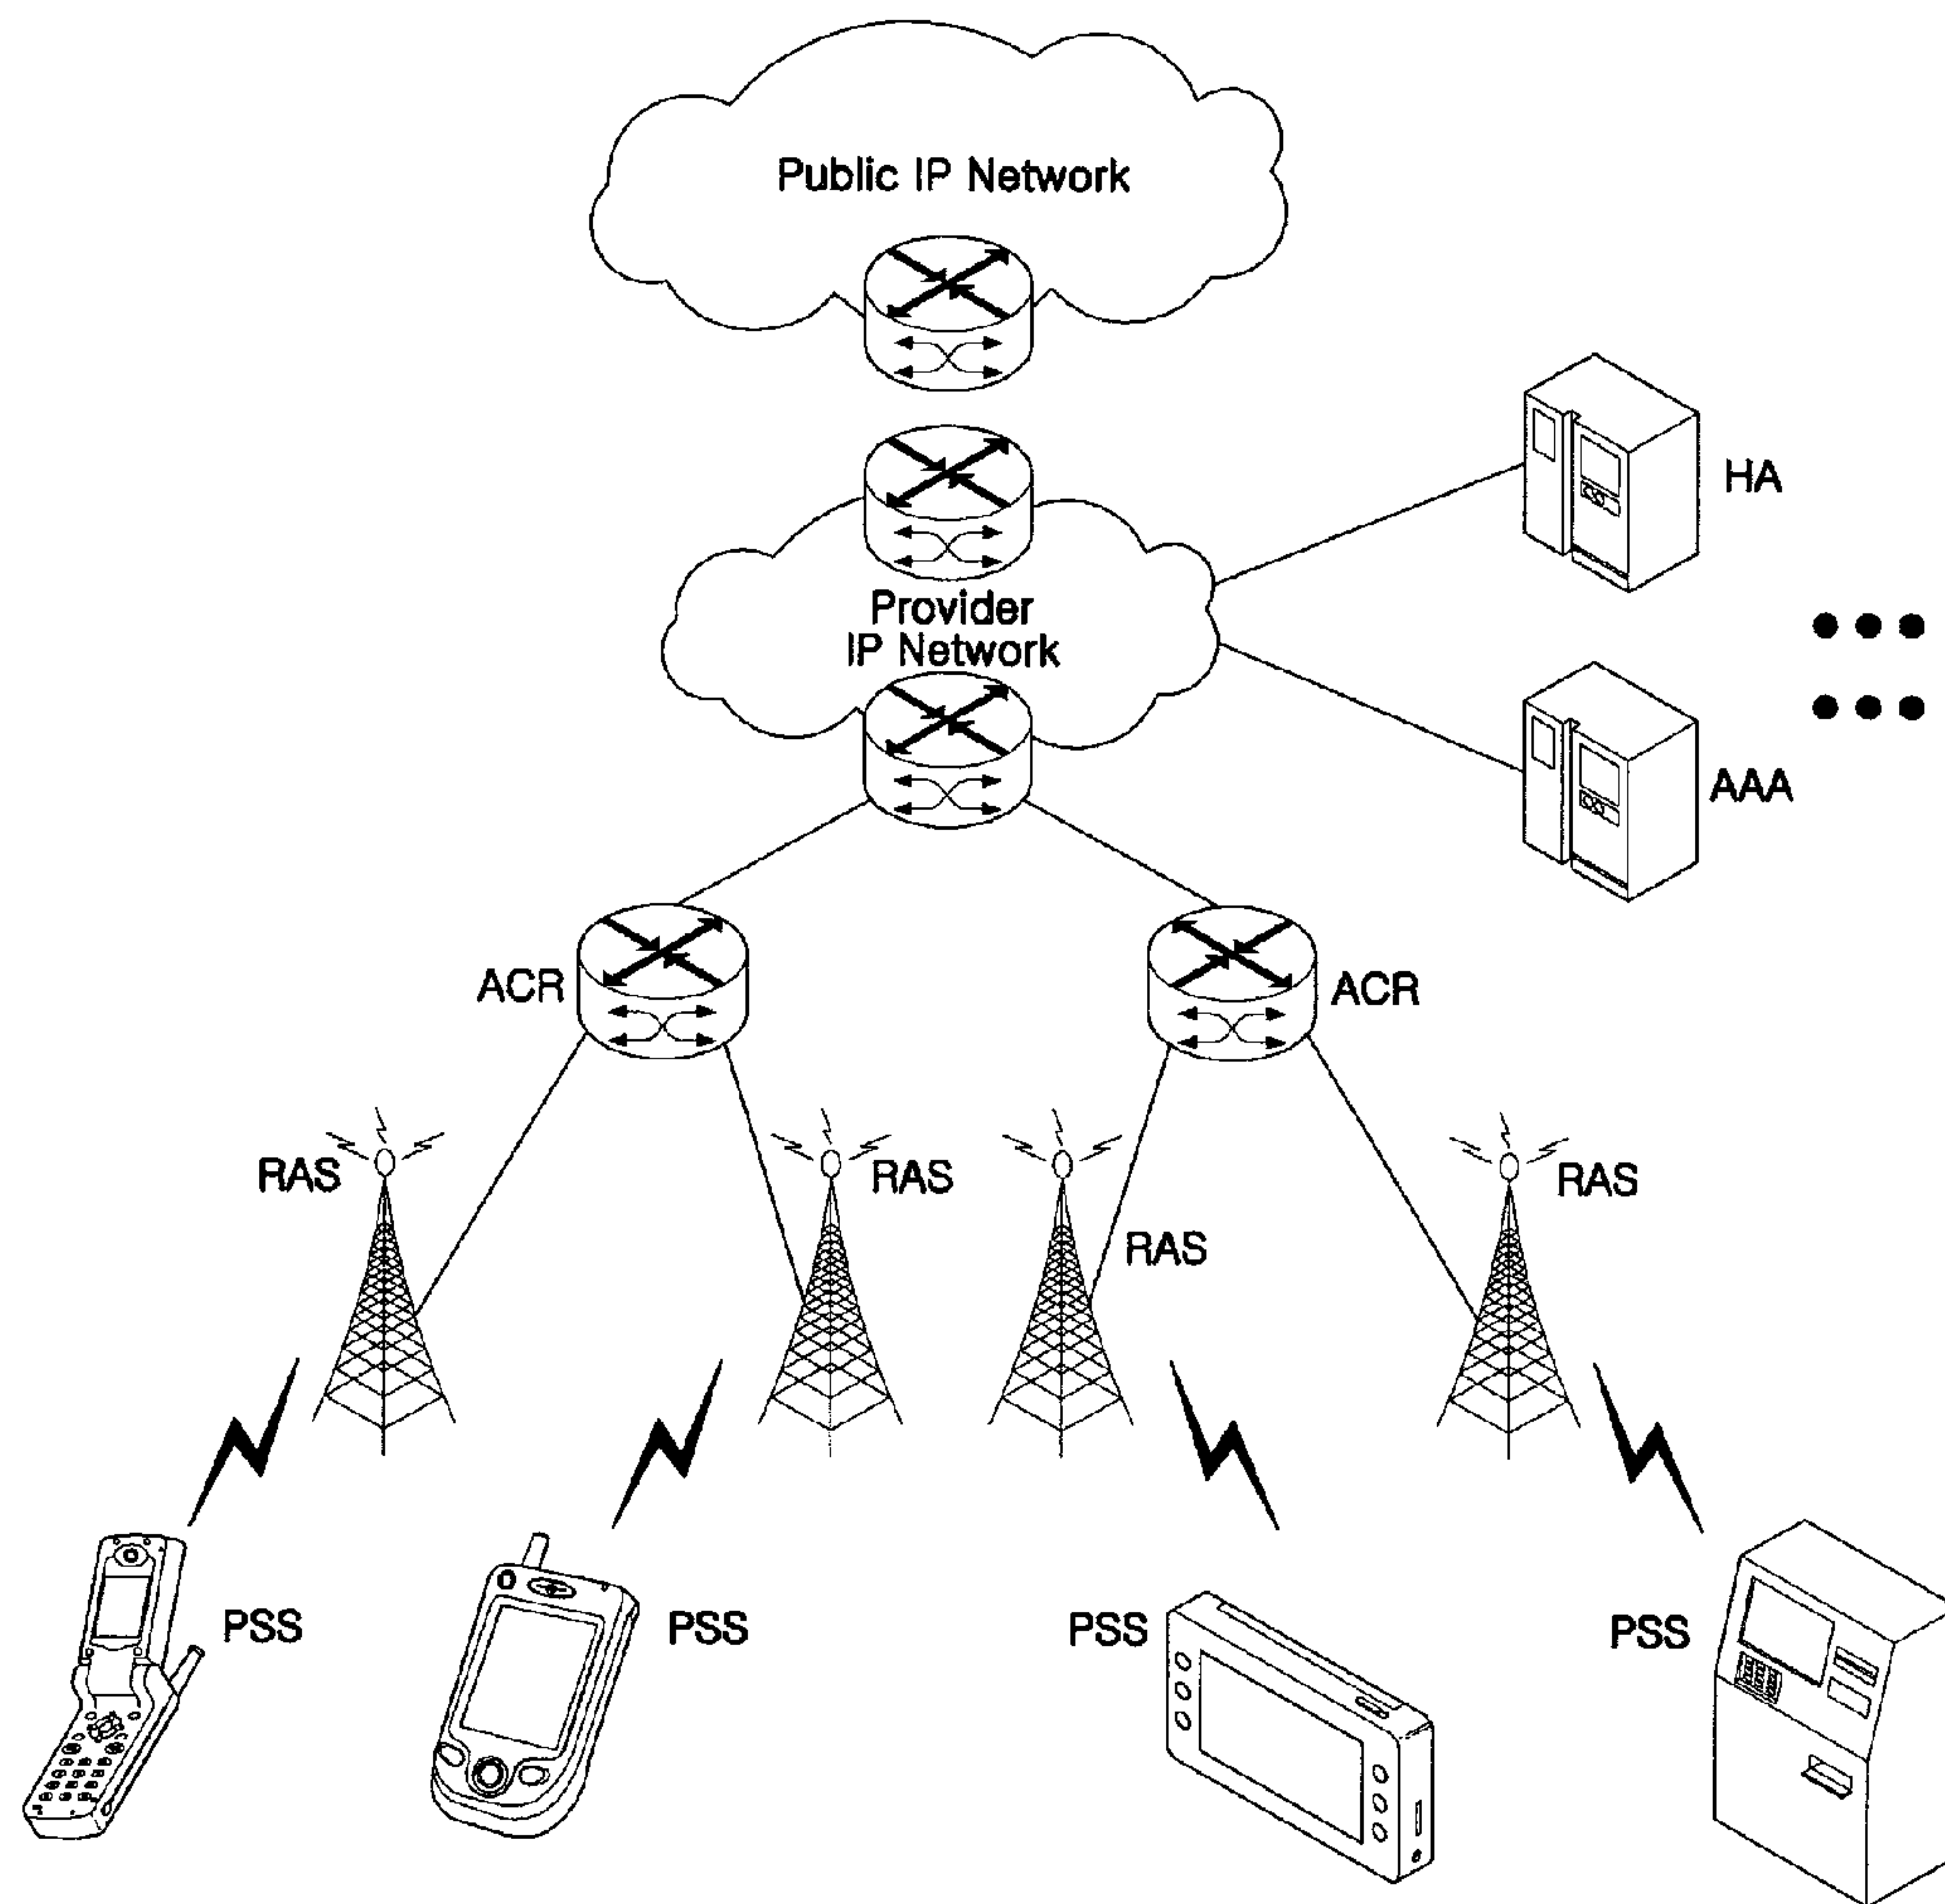 Public IP Network
HA
Provider
IP Network
AAA
ACR
ACR
RAS
RAS
RAS
RAS
PSS
PSS
PSS
PSS